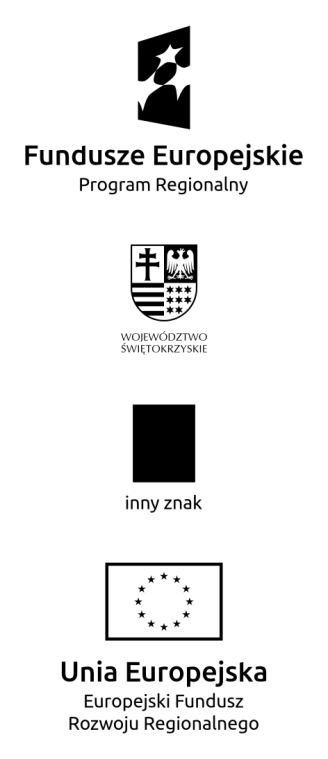 Fundusze Europejskie
Program Regionalny
WOJEWÓDZTWO
ŚWIĘTOKRZYSKIE
inny znak
Unia Europejska
Europejski Fundusz
Rozwoju Regionalnego